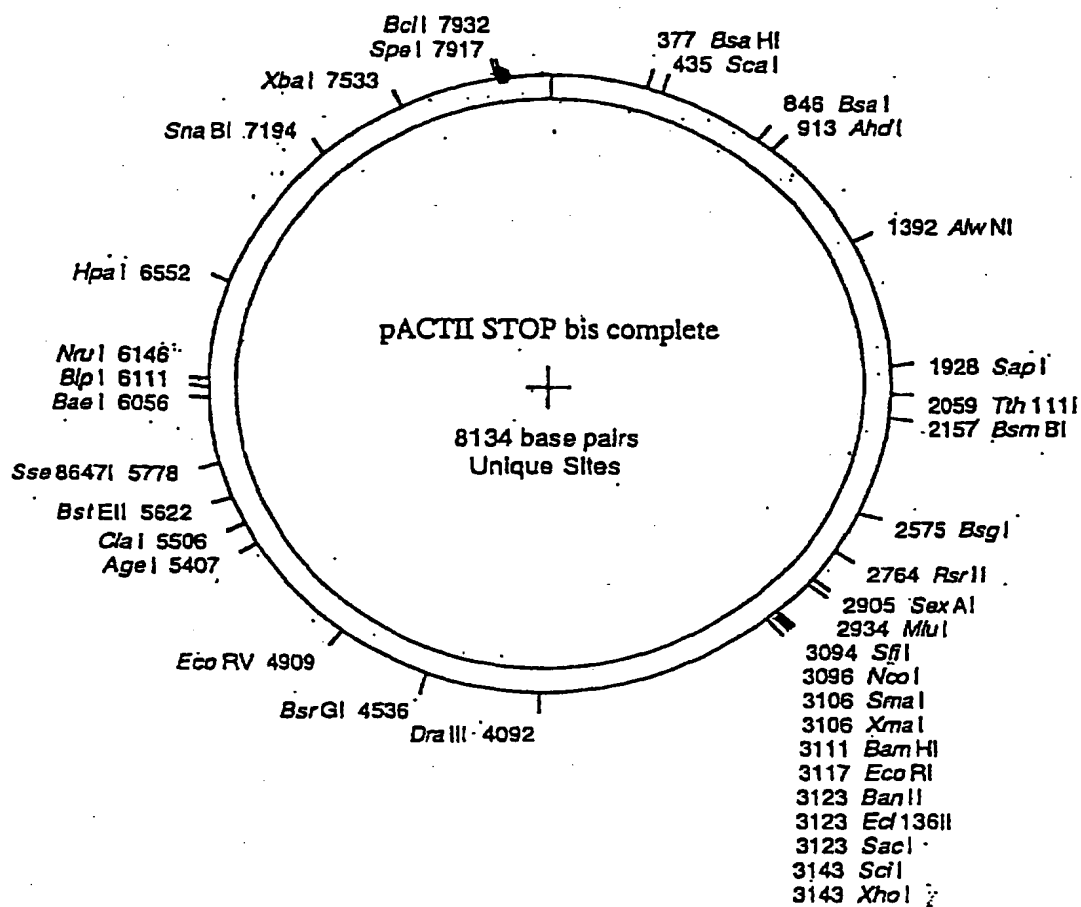 BclI 7932
SpeI 7917
XbaI 7533
SnaBI 7194
HpaI 6552
NruI 6146
BlpI 6111
BaeI 6056
Sse8647I 5778
BstEII 5622
ClaI 5506
AgeI 5407
EcoRV 4909
BsrGI 4536
DraIII 4092
377 BsaHI
435 ScaI
846 BsaI
913 AhdI
1392 AlwNI
1928 SapI
2059 Tth111I
2157 BsmBI
2575 BsgI
2764 RsrII
2905 SexAI
2934 MluI
3094 SfiI
3096 NcoI
3106 SmaI
3106 XmaI
3111 BamHI
3117 EcoRI
3123 BanII
3123 Ecl136II
3123 SacI
3143 SciI
3143 XhoI
pACTII STOP bis complete
8134 base pairs
Unique Sites